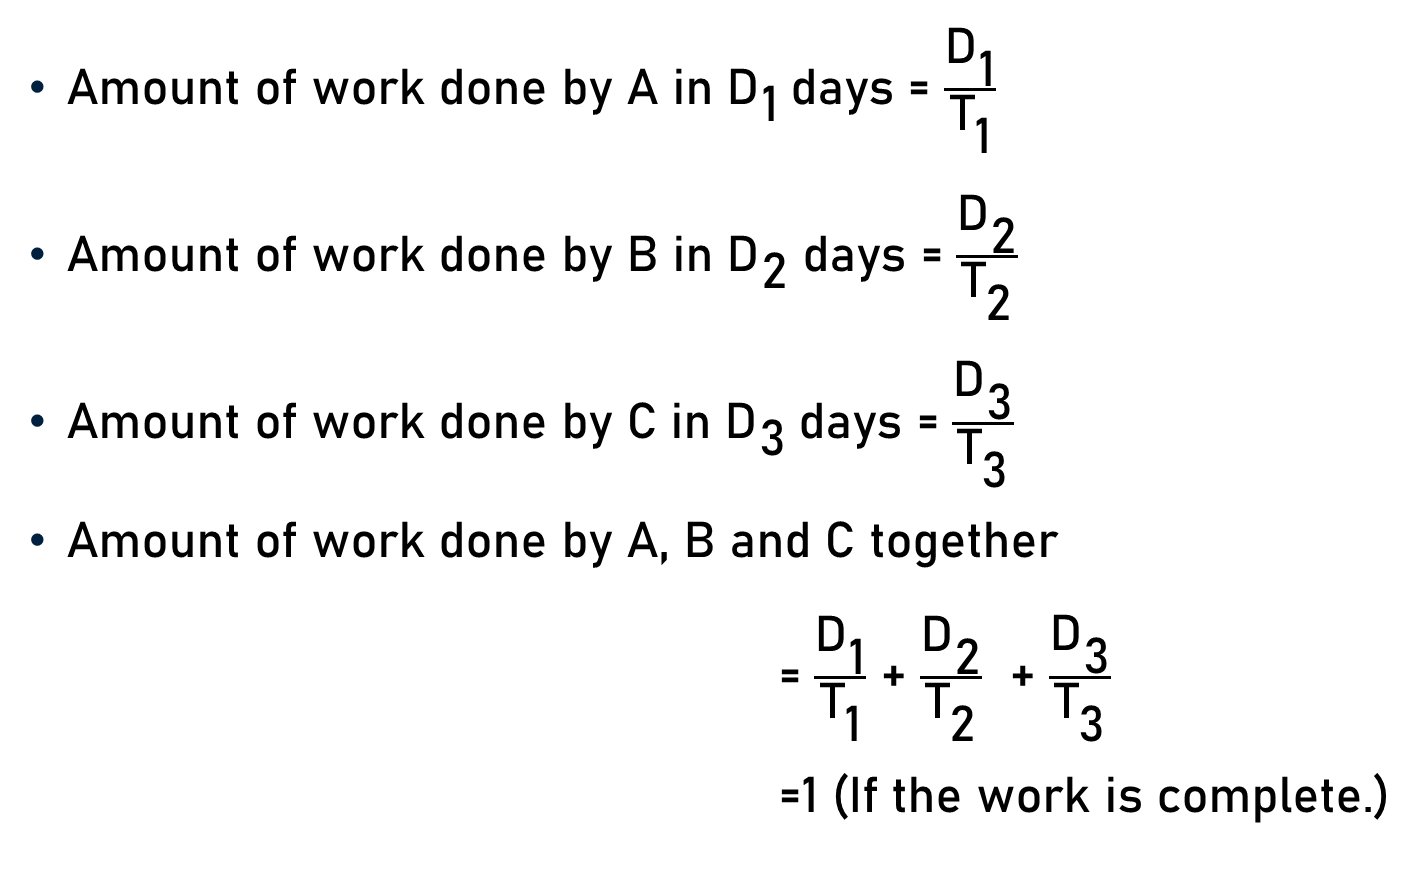 • Amount of work done by A in D₁ days = D₁/T₁
• Amount of work done by B in D₂ days = D₂/T₂
• Amount of work done by C in D₃ days = D₃/T₃
• Amount of work done by A, B and C together
= D₁/T₁ + D₂/T₂ + D₃/T₃
=1 (If the work is complete.)